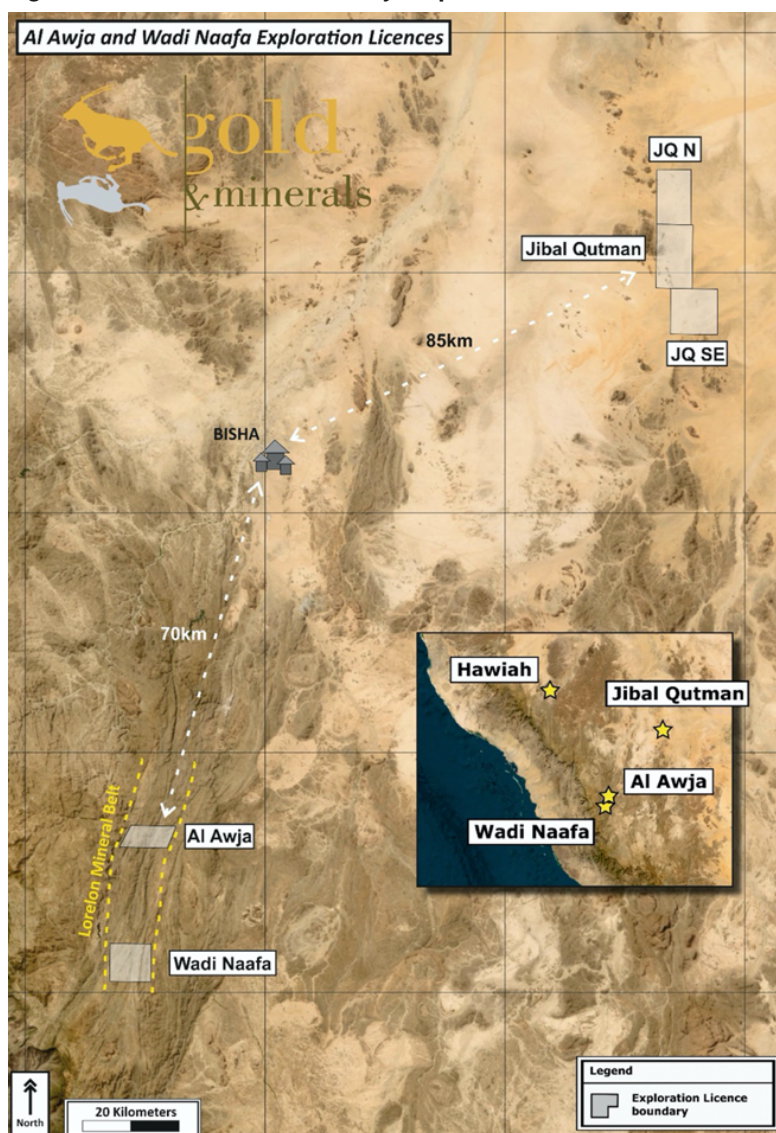 Al Awja and Wadi Naafa Exploration Licences
gold
& minerals
JQ N
Jibal Qutman
JQ SE
85km
BISHA
70km
Hawiah
Jibal Qutman
Al Awja
Wadi Naafa
Lorelon Mineral Belt
Al Awja
Wadi Naafa
North
20 Kilometers
Legend
Exploration Licence
boundary